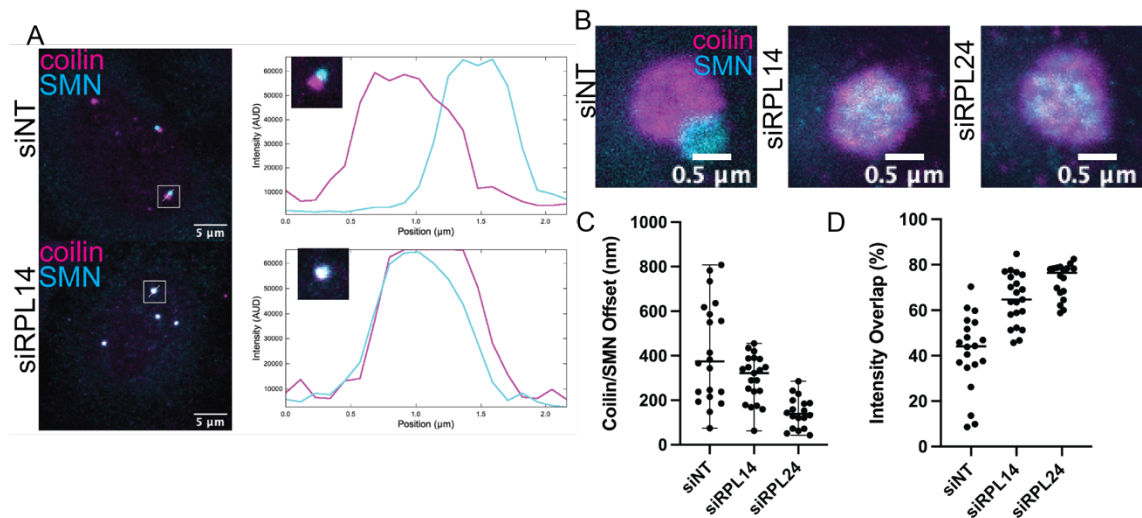 A
coilin
SMN
siNT
5 µm
coilin
SMN
siRPL14
5 µm
60000
50000
40000
30000
20000
10000
Intensity (AUD)
0.0 0.5 1.0 1.5 2.0
Position (µm)
60000
50000
40000
30000
20000
10000
Intensity (AUD)
0.0 0.5 1.0 1.5 2.0
Position (µm)
B
siNT
coilin
SMN
0.5 µm
siRPL14
0.5 µm
siRPL24
0.5 µm
C
Coilin/SMN Offset (nm)
1000
800
600
400
200
0
siNT
siRPL14
siRPL24
D
Intensity Overlap (%)
100
80
60
40
20
0
siNT
siRPL14
siRPL24